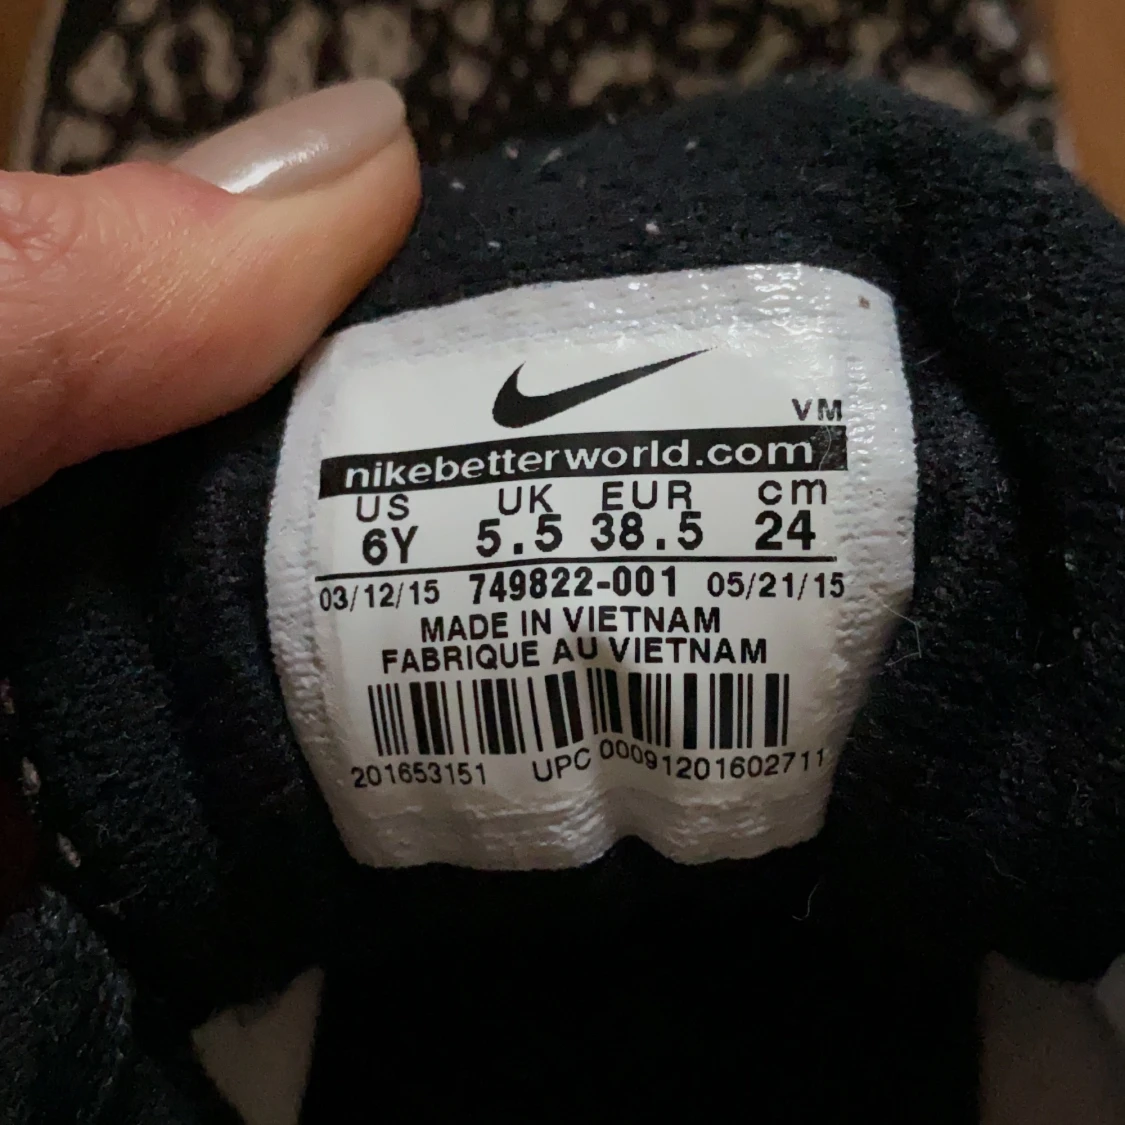 VM
nikebetterworld.com
US UK EUR cm
6Y 5.5 38.5 24
03/12/15 749822-001 05/21/15
MADE IN VIETNAM
FABRIQUE AU VIETNAM
201653151 UPC 00091201602711